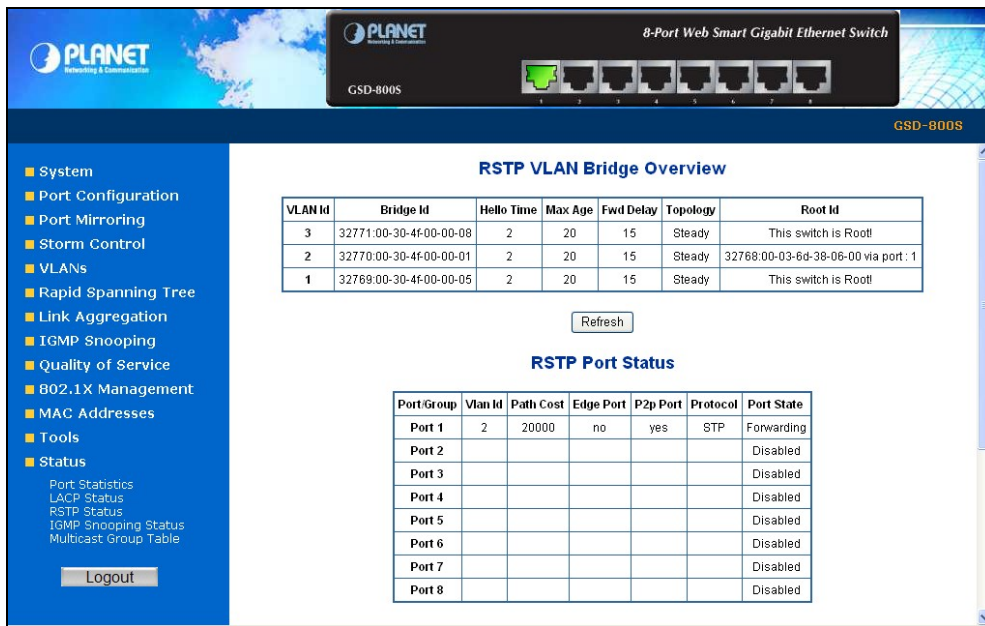 PLANET
Networking & Communication
PLANET
Networking & Communication
8-Port Web Smart Gigabit Ethernet Switch
GSD-800S
1 2 3 4 5 6 7 8
GSD-800S
System
Port Configuration
Port Mirroring
Storm Control
VLANs
Rapid Spanning Tree
Link Aggregation
IGMP Snooping
Quality of Service
802.1X Management
MAC Addresses
Tools
Status
Port Statistics
LACP Status
RSTP Status
IGMP Snooping Status
Multicast Group Table
Logout
RSTP VLAN Bridge Overview
VLAN Id Bridge Id Hello Time Max Age Fwd Delay Topology Root Id
3 32771:00-30-4f-00-00-08 2 20 15 Steady This switch is Root!
2 32770:00-30-4f-00-00-01 2 20 15 Steady 32768:00-03-6d-38-06-00 via port : 1
1 32769:00-30-4f-00-00-05 2 20 15 Steady This switch is Root!
Refresh
RSTP Port Status
Port/Group Vlan Id Path Cost Edge Port P2p Port Protocol Port State
Port 1 2 20000 no yes STP Forwarding
Port 2 Disabled
Port 3 Disabled
Port 4 Disabled
Port 5 Disabled
Port 6 Disabled
Port 7 Disabled
Port 8 Disabled